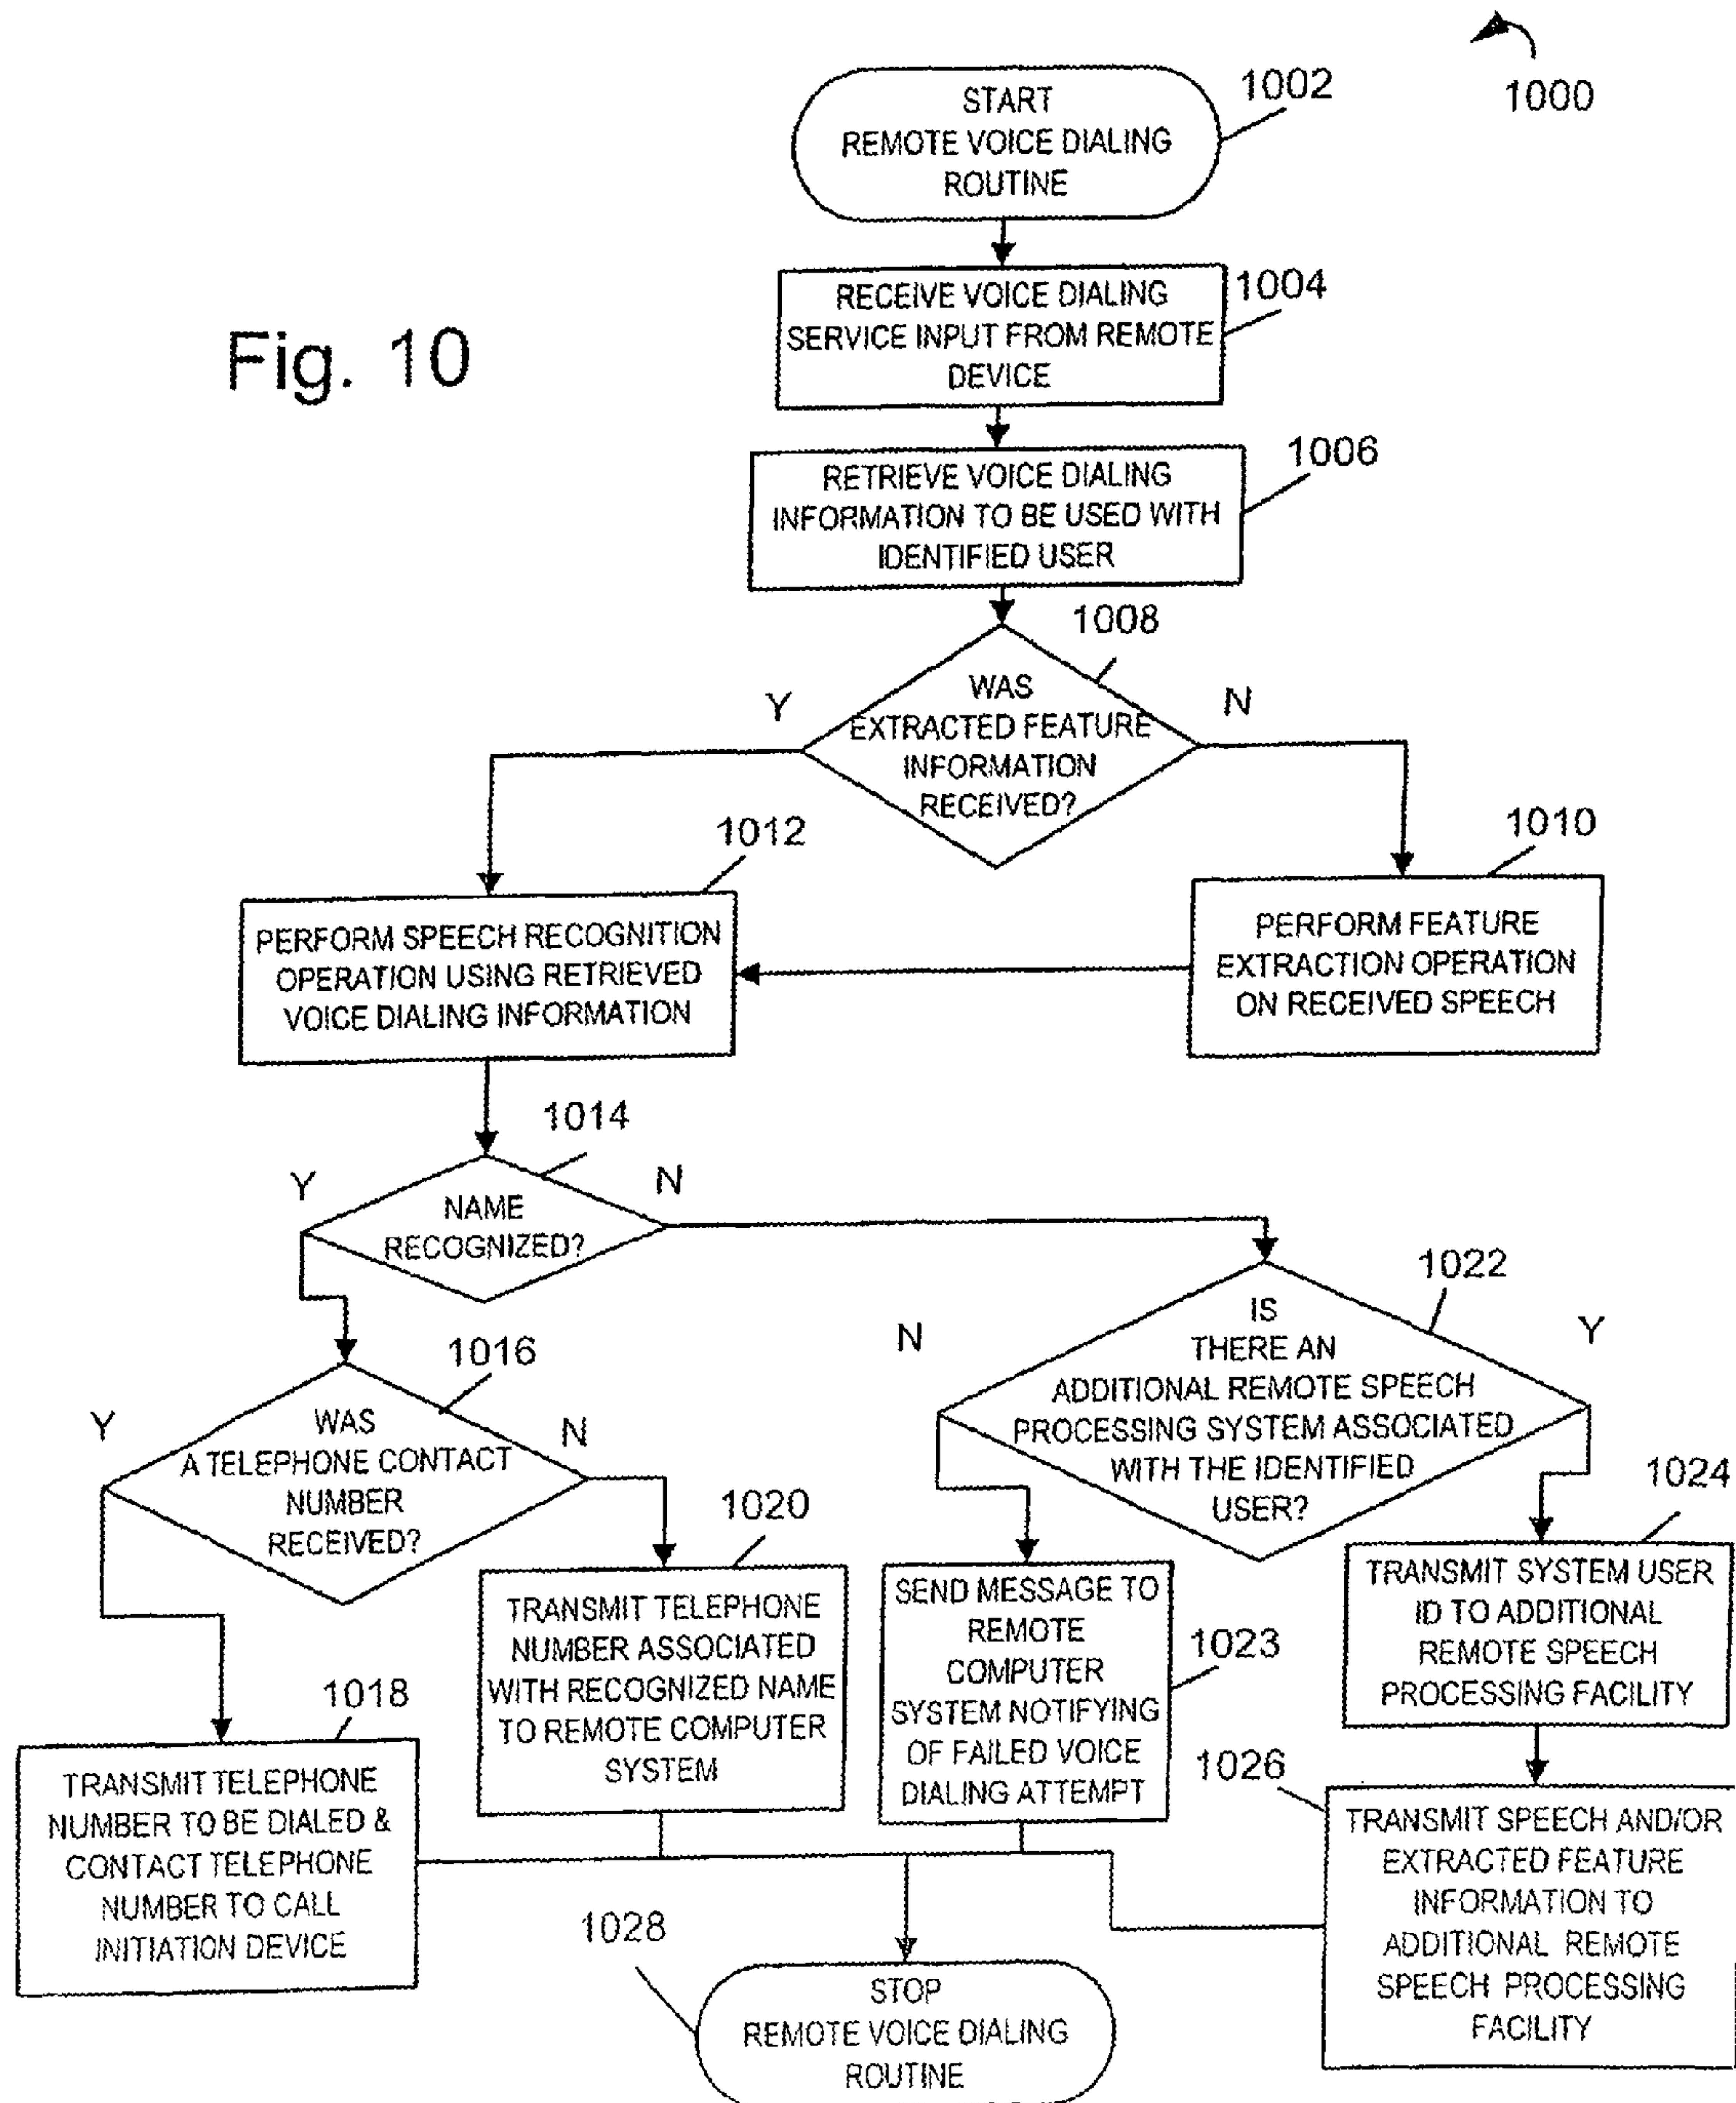 1000
1002
START
REMOTE VOICE DIALING
ROUTINE
Fig. 10
1004
RECEIVE VOICE DIALING
SERVICE INPUT FROM REMOTE
DEVICE
1006
RETRIEVE VOICE DIALING
INFORMATION TO BE USED WITH
IDENTIFIED USER
1008
Y
N
WAS
EXTRACTED FEATURE
INFORMATION
RECEIVED?
1012
1010
PERFORM SPEECH RECOGNITION
OPERATION USING RETRIEVED
VOICE DIALING INFORMATION
PERFORM FEATURE
EXTRACTION OPERATION
ON RECEIVED SPEECH
1014
Y
N
NAME
RECOGNIZED?
1022
N
Y
IS
THERE AN
ADDITIONAL REMOTE SPEECH
PROCESSING SYSTEM ASSOCIATED
WITH THE IDENTIFIED
USER?
1016
Y
N
WAS
A TELEPHONE CONTACT
NUMBER
RECEIVED?
1020
TRANSMIT TELEPHONE
NUMBER ASSOCIATED
WITH RECOGNIZED NAME
TO REMOTE COMPUTER
SYSTEM
1023
SEND MESSAGE TO
REMOTE
COMPUTER
SYSTEM NOTIFYING
OF FAILED VOICE
DIALING ATTEMPT
1024
TRANSMIT SYSTEM USER
ID TO ADDITIONAL
REMOTE SPEECH
PROCESSING FACILITY
1018
TRANSMIT TELEPHONE
NUMBER TO BE DIALED &
CONTACT TELEPHONE
NUMBER TO CALL
INITIATION DEVICE
1026
TRANSMIT SPEECH AND/OR
EXTRACTED FEATURE
INFORMATION TO
ADDITIONAL REMOTE
SPEECH PROCESSING
FACILITY
1028
STOP
REMOTE VOICE DIALING
ROUTINE